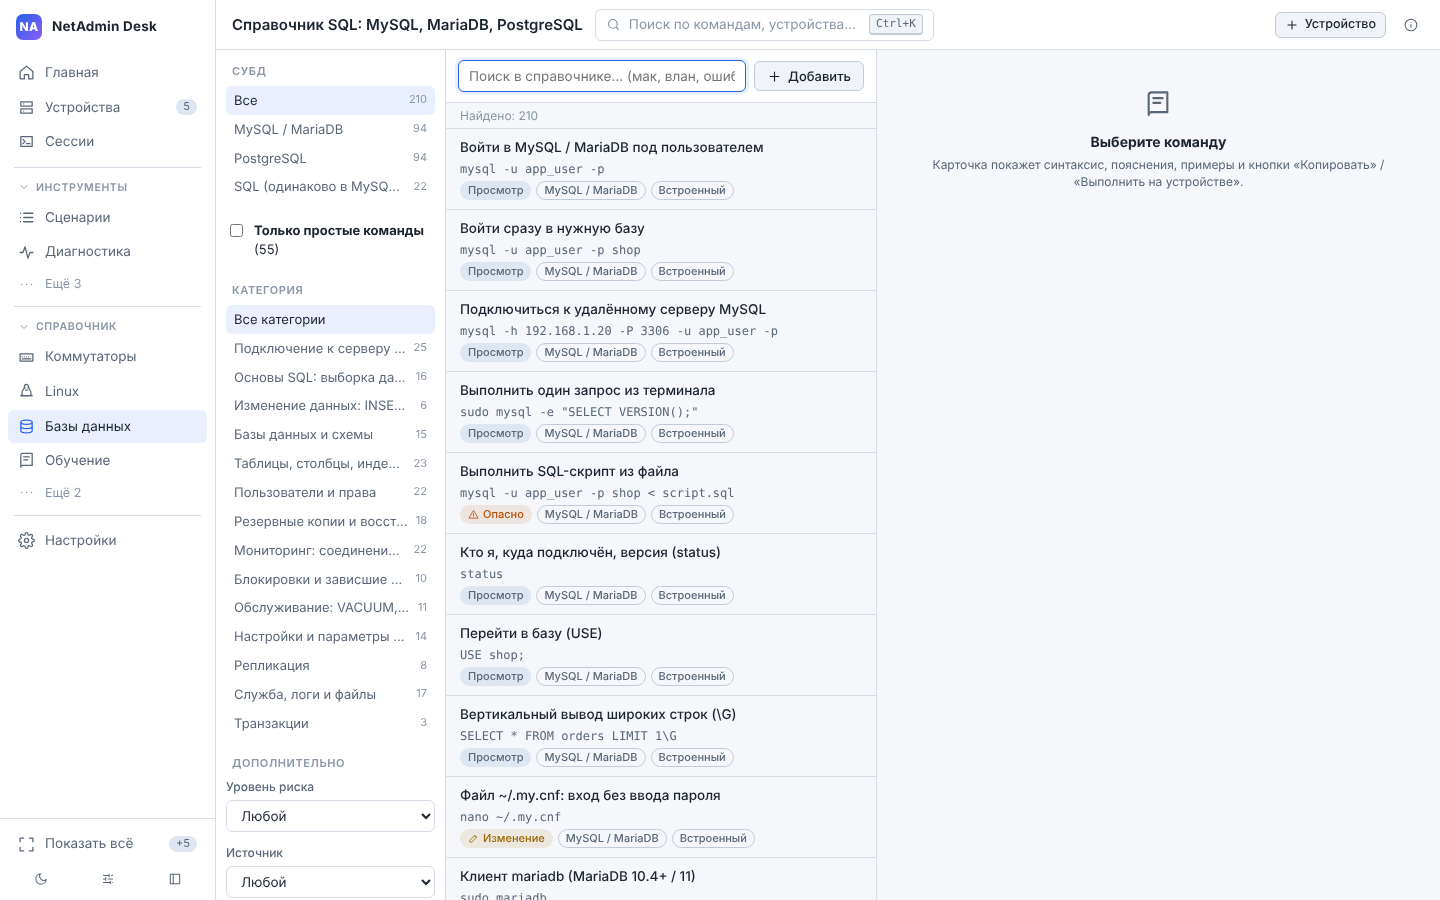 NA NetAdmin Desk
Главная
Устройства 5
Сессии
ИНСТРУМЕНТЫ
Сценарии
Диагностика
Ещё 3
СПРАВОЧНИК
Коммутаторы
Linux
Базы данных
Обучение
Ещё 2
Настройки
Показать всё +5
Справочник SQL: MySQL, MariaDB, PostgreSQL
Поиск по командам, устройства... Ctrl+K
Устройство
СУБД
Все 210
MySQL / MariaDB 94
PostgreSQL 94
SQL (одинаково в MySQ... 22
Только простые команды
(55)
КАТЕГОРИЯ
Все категории
Подключение к серверу ... 25
Основы SQL: выборка да... 16
Изменение данных: INSE... 6
Базы данных и схемы 15
Таблицы, столбцы, инде... 23
Пользователи и права 22
Резервные копии и восст... 18
Мониторинг: соединени... 22
Блокировки и зависшие ... 10
Обслуживание: VACUUM,... 11
Настройки и параметры ... 14
Репликация 8
Служба, логи и файлы 17
Транзакции 3
ДОПОЛНИТЕЛЬНО
Уровень риска
Любой
Источник
Любой
Поиск в справочнике... (мак, влан, ошиб
Добавить
Найдено: 210
Войти в MySQL / MariaDB под пользователем
mysql -u app_user -p
Просмотр MySQL / MariaDB Встроенный
Войти сразу в нужную базу
mysql -u app_user -p shop
Просмотр MySQL / MariaDB Встроенный
Подключиться к удалённому серверу MySQL
mysql -h 192.168.1.20 -P 3306 -u app_user -p
Просмотр MySQL / MariaDB Встроенный
Выполнить один запрос из терминала
sudo mysql -e "SELECT VERSION();"
Просмотр MySQL / MariaDB Встроенный
Выполнить SQL-скрипт из файла
mysql -u app_user -p shop < script.sql
Опасно MySQL / MariaDB Встроенный
Кто я, куда подключён, версия (status)
status
Просмотр MySQL / MariaDB Встроенный
Перейти в базу (USE)
USE shop;
Просмотр MySQL / MariaDB Встроенный
Вертикальный вывод широких строк (\G)
SELECT * FROM orders LIMIT 1\G
Просмотр MySQL / MariaDB Встроенный
Файл ~/.my.cnf: вход без ввода пароля
nano ~/.my.cnf
Изменение MySQL / MariaDB Встроенный
Клиент mariadb (MariaDB 10.4+ / 11)
sudo mariadb
Выберите команду
Карточка покажет синтаксис, пояснения, примеры и кнопки «Копировать» /
«Выполнить на устройстве».